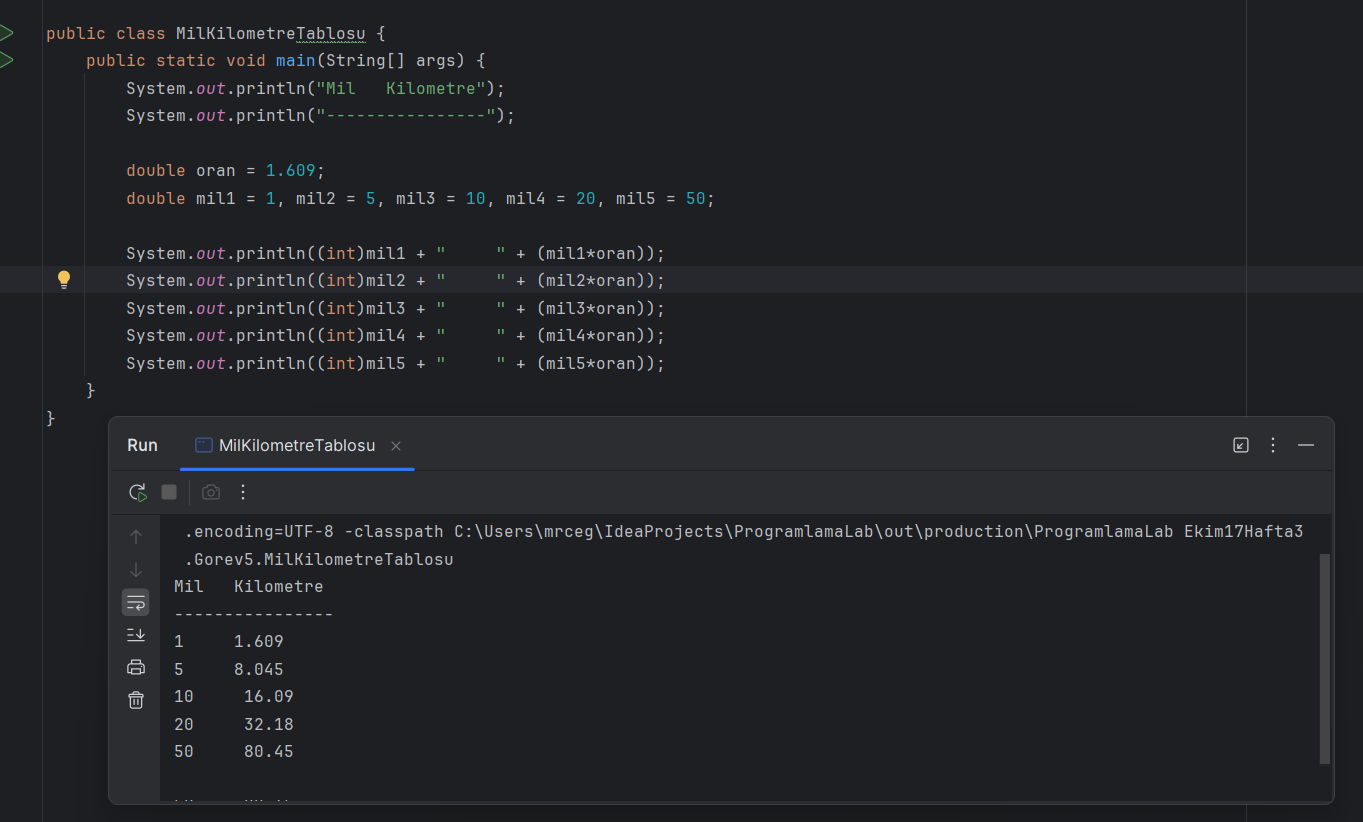 public class MilKilometreTablosu {
    public static void main(String[] args) {
        System.out.println("Mil   Kilometre");
        System.out.println("----------------");
        double oran = 1.609;
        double mil1 = 1, mil2 = 5, mil3 = 10, mil4 = 20, mil5 = 50;
        System.out.println((int)mil1 + "     " + (mil1*oran));
        System.out.println((int)mil2 + "     " + (mil2*oran));
        System.out.println((int)mil3 + "     " + (mil3*oran));
        System.out.println((int)mil4 + "     " + (mil4*oran));
        System.out.println((int)mil5 + "     " + (mil5*oran));
    }
}
Run MilKilometreTablosu
.encoding=UTF-8 -classpath C:\Users\mrceg\IdeaProjects\ProgramlamaLab\out\production\ProgramlamaLab Ekim17Hafta3
.Gorev5.MilKilometreTablosu
Mil   Kilometre
----------------
1     1.609
5     8.045
10     16.09
20     32.18
50     80.45